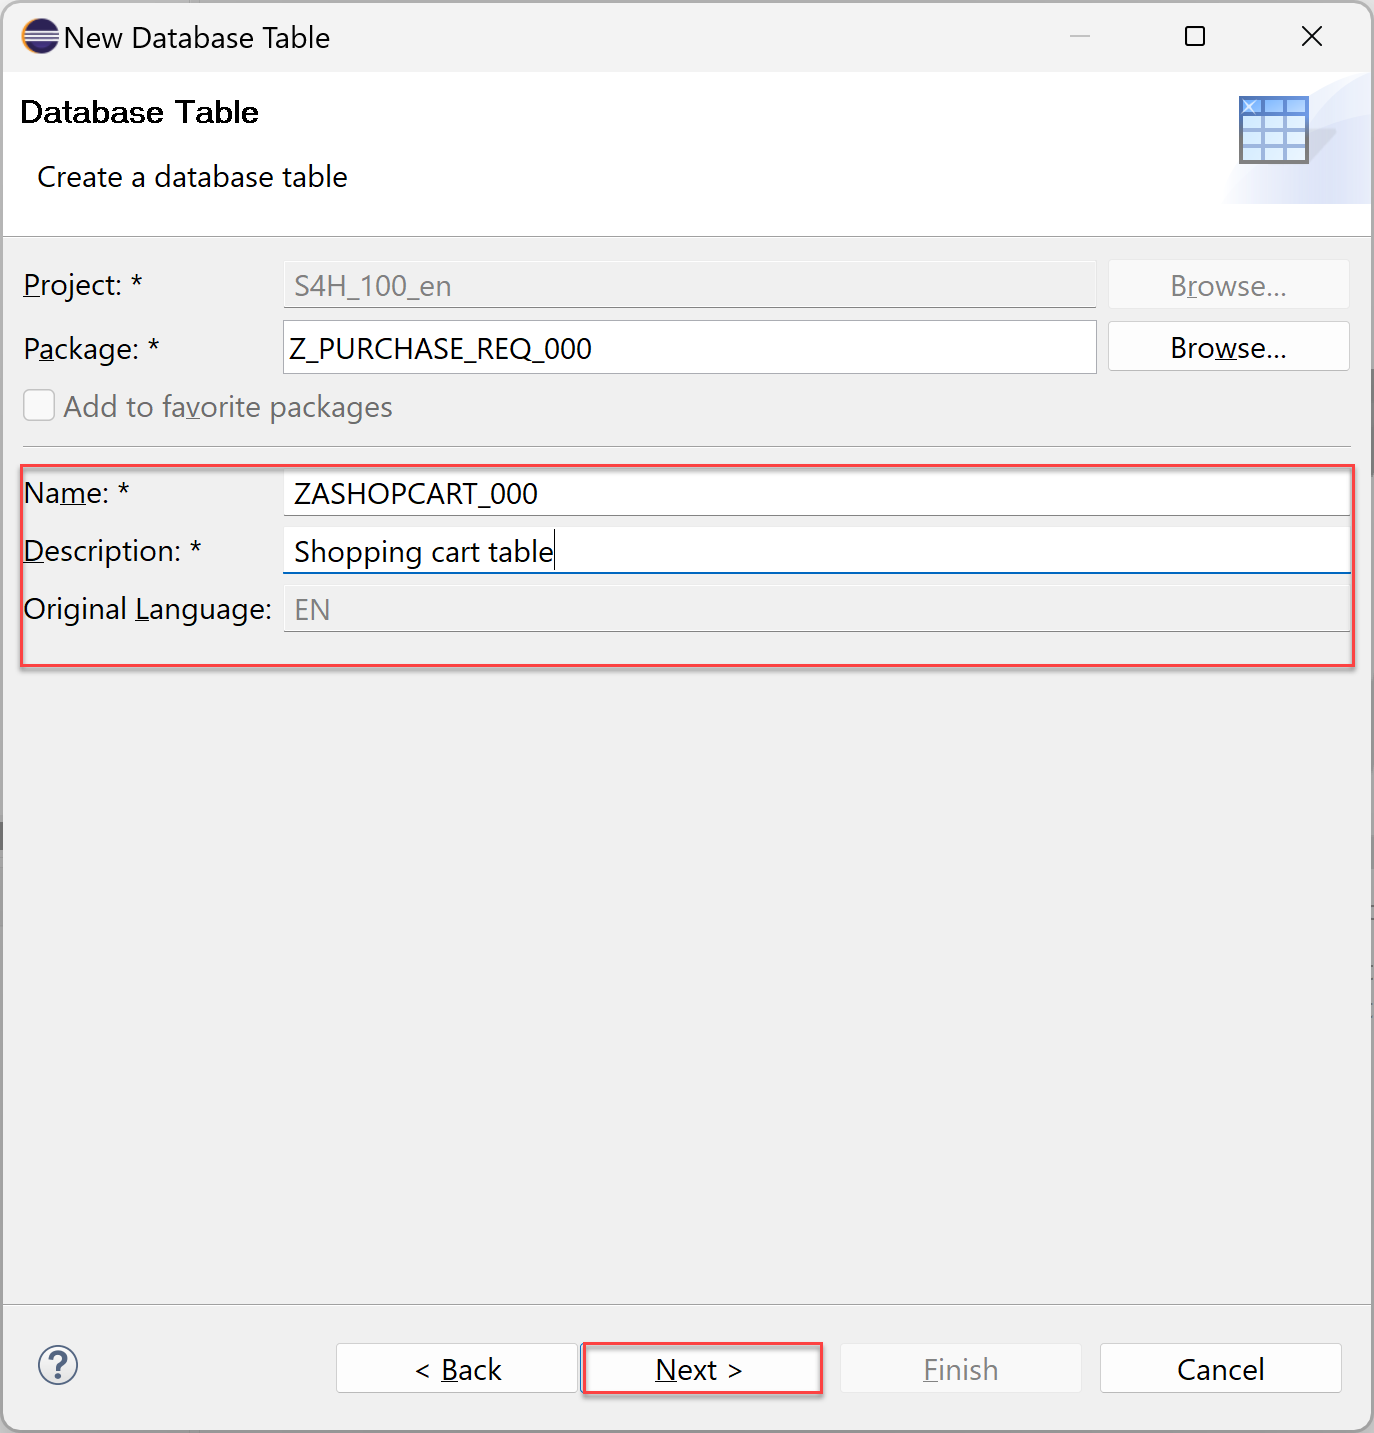 New Database Table
Database Table
Create a database table
Project: * S4H_100_en Browse...
Package: * Z_PURCHASE_REQ_000 Browse...
Add to favorite packages
Name: * ZASHOPCART_000
Description: * Shopping cart table
Original Language: EN
? < Back Next > Finish Cancel